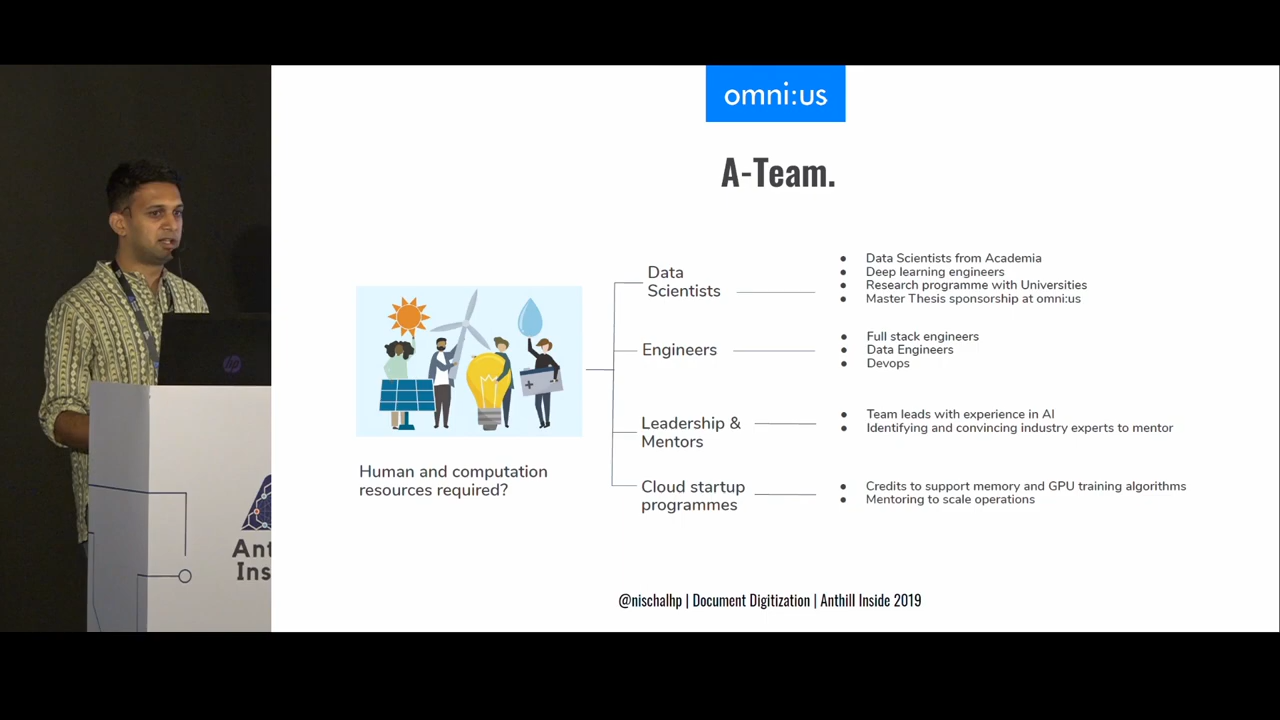 omni:us
A-Team.
Data
Scientists
● Data Scientists from Academia
● Deep learning engineers
● Research programme with Universities
● Master Thesis sponsorship at omni:us
Engineers
● Full stack engineers
● Data Engineers
● Devops
Leadership &
Mentors
● Team leads with experience in AI
● Identifying and convincing industry experts to mentor
Cloud startup
programmes
● Credits to support memory and GPU training algorithms
● Mentoring to scale operations
Human and computation
resources required?
@nischalhp | Document Digitization | Anthill Inside 2019
hp
Ant
Ins